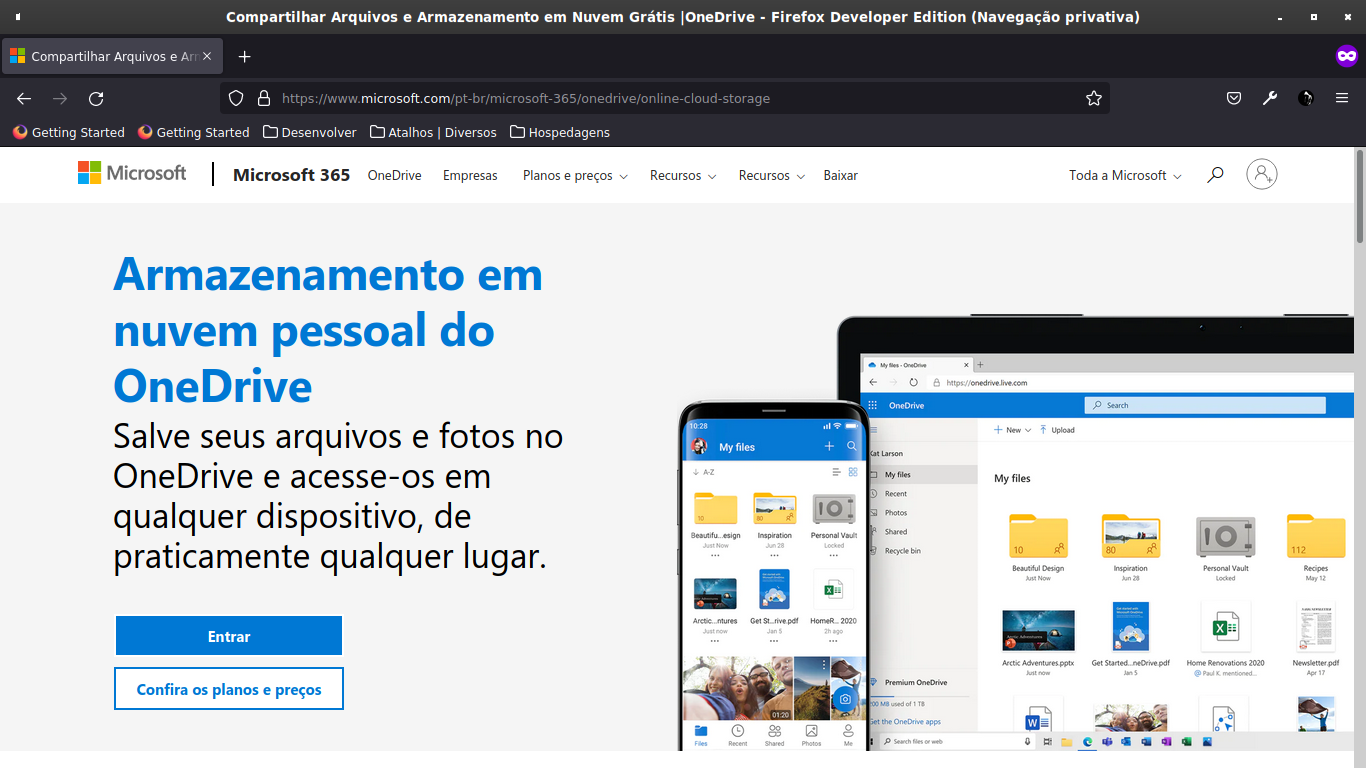 Compartilhar Arquivos e Armazenamento em Nuvem Grátis |OneDrive - Firefox Developer Edition (Navegação privativa)
Compartilhar Arquivos e Arm
https://www.microsoft.com/pt-br/microsoft-365/onedrive/online-cloud-storage
Getting Started Getting Started Desenvolver Atalhos | Diversos Hospedagens
Microsoft Microsoft 365 OneDrive Empresas Planos e preços Recursos Recursos Baixar Toda a Microsoft
Armazenamento em
nuvem pessoal do
OneDrive
Salve seus arquivos e fotos no
OneDrive e acesse-os em
qualquer dispositivo, de
praticamente qualquer lugar.
Entrar
Confira os planos e preços
10:28
My files
A-Z
10 80
Beautifu...esign Inspiration Personal Vault
Just Now Jun 28 Locked
Arctic...ntures Get St...rive.pdf HomeR... 2020
Just now Jan 5 2h ago
01:20
Files Recent Shared Photos Me
My files - OneDrive
https://onedrive.live.com
OneDrive Search
New Upload
Kat Larson
My files
Recent
Photos
Shared
Recycle bin
My files
10 80 112
Beautiful Design Inspiration Personal Vault Recipes
Just Now Jun 28 Locked May 12
Arctic Adventures
Arctic Adventures.pptx Get Started...neDrive.pdf Home Renovations 2020 Newsletter.pdf
Just now Jan 5 @ Paul K. mentioned... Apr 17
Premium OneDrive
200 MB used of 1 TB
Get the OneDrive apps
Search files or web